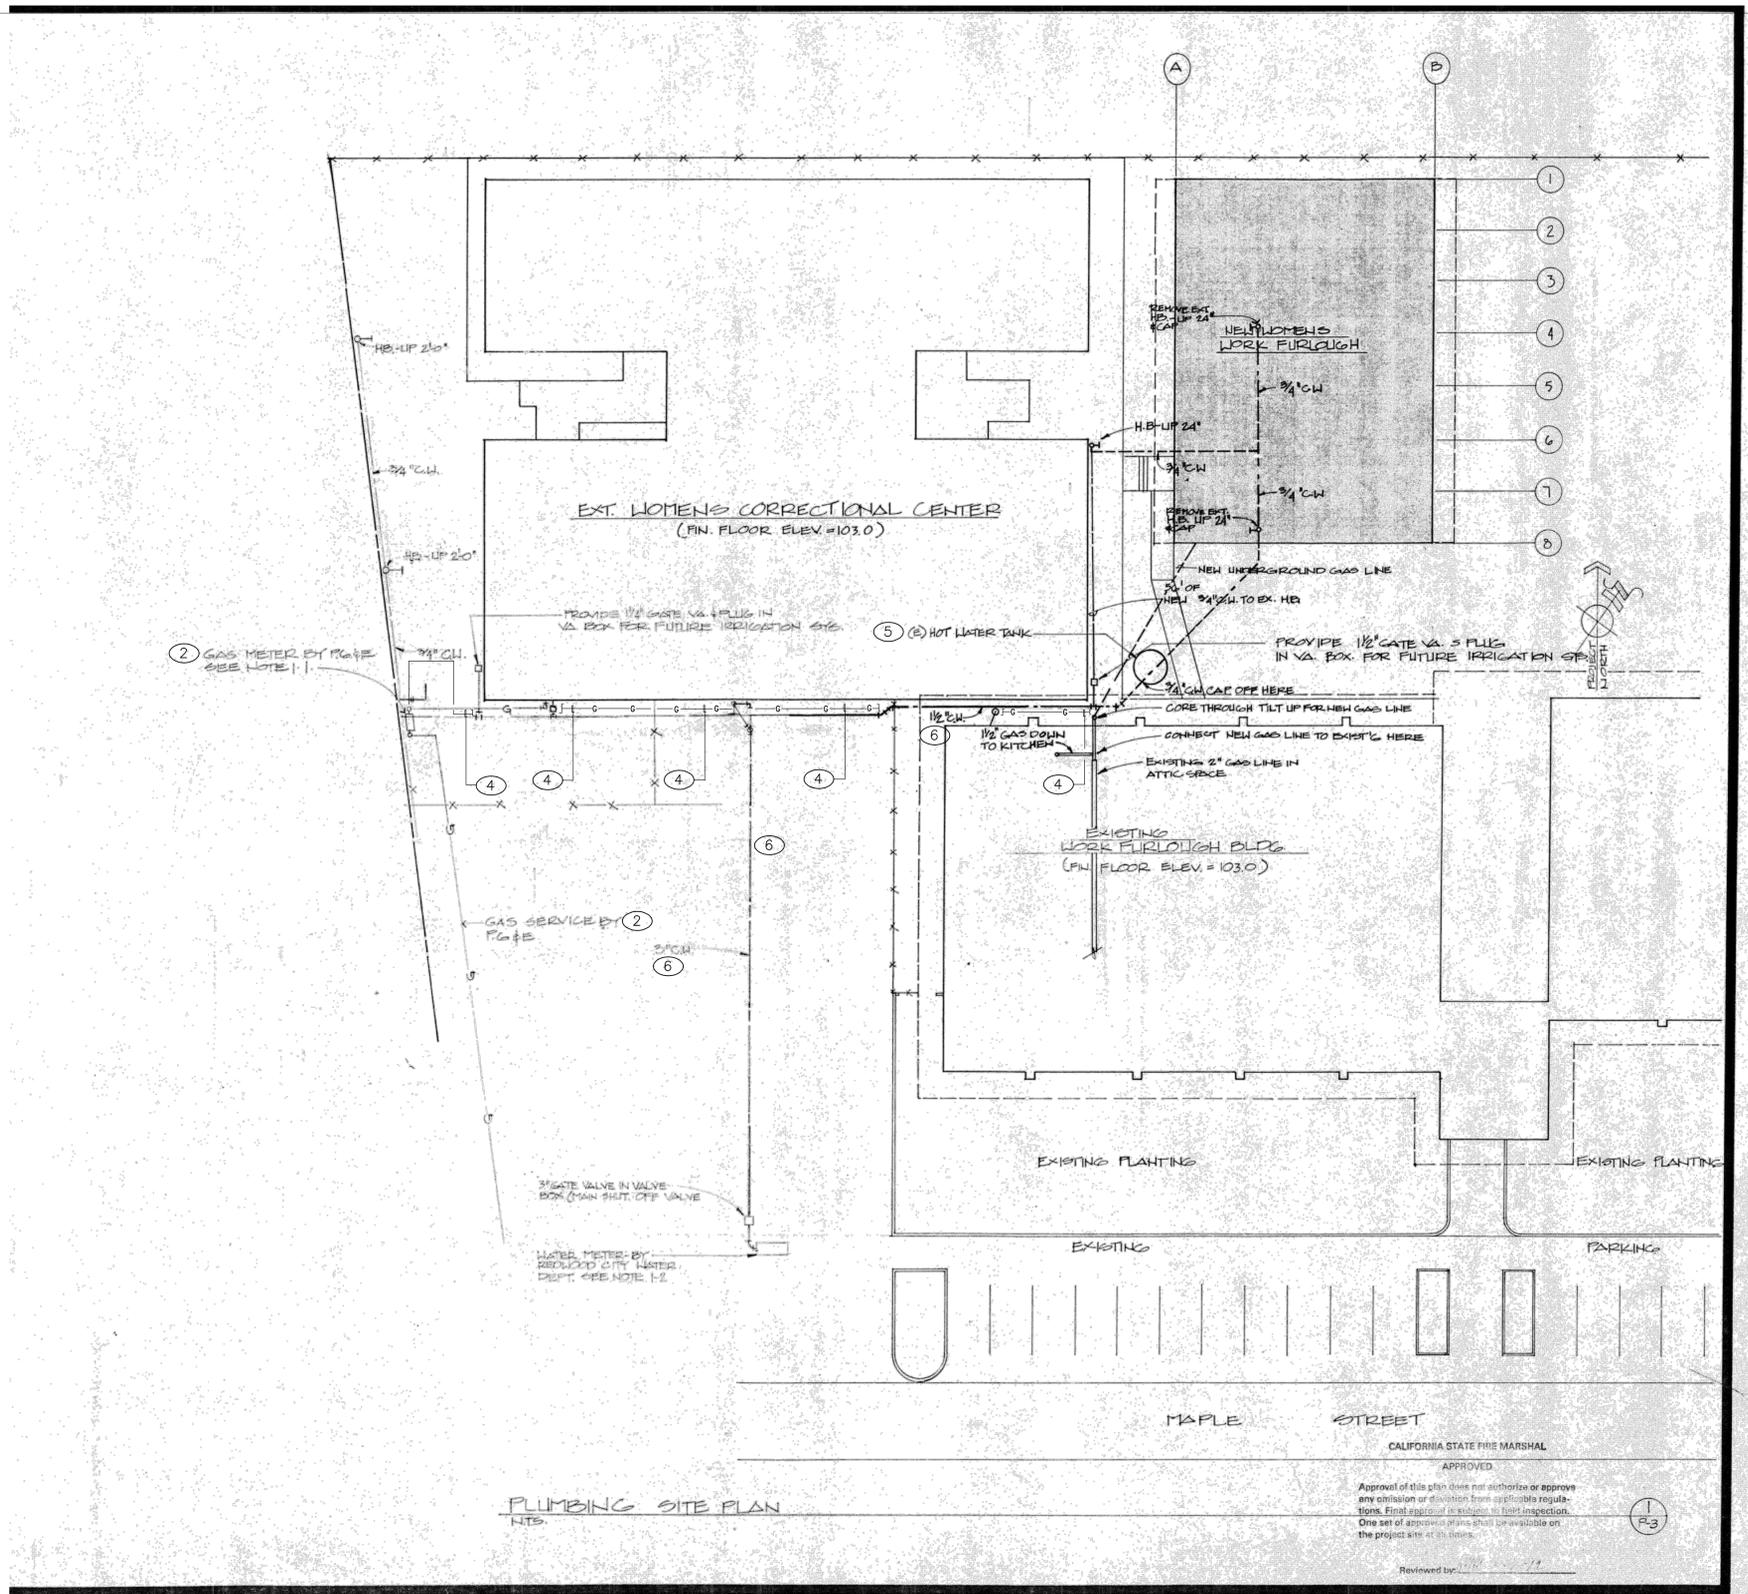 A
B
1
2
3
4
5
6
7
8
REMOVE EXT.
H.B.-UP 24"
& CAP
NEW WOMENS
WORK FURLOUGH
3/4" C.W.
HB.-UP 2'-0"
H.B-UP 24"
3/4" C.W.
3/4" C.W.
3/4" C.W.
EXT. WOMENS CORRECTIONAL CENTER
(FIN. FLOOR ELEV. = 103.0)
REMOVE EXT.
H.B. UP 24"
& CAP
HB.-UP 2'-0"
NEW UNDERGROUND GAS LINE
50' OF
NEW 3/4" C.W. TO EX. H.B.
PROVIDE 1 1/4" GATE VA. & PLUG IN
VA. BOX FOR FUTURE IRRIGATION SYS.
5 (E) HOT WATER TANK
PROVIDE 1 1/2" GATE VA. & PLUG
IN VA. BOX. FOR FUTURE IRRIGATION
PROJECT
NORTH
2 GAS METER BY P.G.&E
SEE NOTE 1-1.
3/4" C.W.
3/4" C.W. CAP OFF HERE
CORE THROUGH TILT UP FOR NEW GAS LINE
G
G
G
G
G
G
G
G
G
1 1/2" C.W.
6
1 1/2" GAS DOWN
TO KITCHEN
CONNECT NEW GAS LINE TO EXIST'G HERE
EXISTING 2" GAS LINE IN
ATTIC SPACE
4
4
4
4
4
EXISTING
WORK FURLOUGH BLDG.
(FIN. FLOOR ELEV. = 103.0)
6
G
GAS SERVICE BY 2
P.G.&E
3" C.W.
6
G
G
3" GATE VALVE IN VALVE
BOX (MAIN SHUT. OFF VALVE
WATER METER-BY
REDWOOD CITY WATER
DEPT. SEE NOTE 1-2
EXISTING PLANTING
EXISTING PLANTING
EXISTING
PARKING
MAPLE STREET
CALIFORNIA STATE FIRE MARSHAL
APPROVED
Approval of this plan does not authorize or approve
any omission or deviation from applicable regula-
tions. Final approval is subject to field inspection.
One set of approved plans shall be available on
the project site at all times.
Reviewed by:
PLUMBING SITE PLAN
N.T.S.
1
P-3